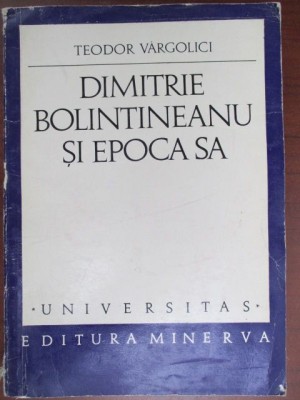 TEODOR VÂRGOLICI
DIMITRIE
BOLINTINEANU
ȘI EPOCA SA
· UNIVERSITAS ·
EDITURA MINERVA